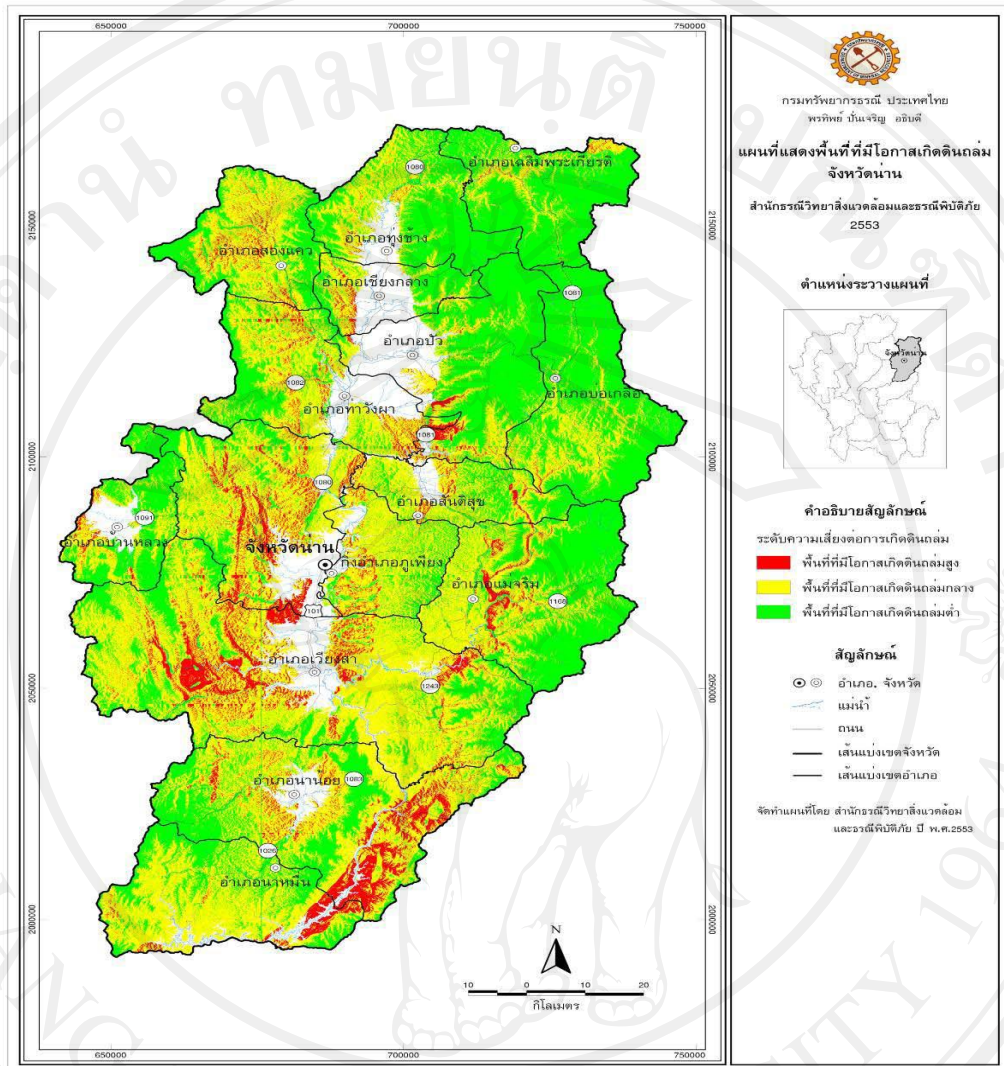 650000
700000
750000
กรมทรัพยากรธรณี ประเทศไทย
พรทิพย์ ปั่นเจริญ อธิบดี
แผนที่แสดงพื้นที่ที่มีโอกาสเกิดดินถล่ม
จังหวัดน่าน
สำนักธรณีวิทยาสิ่งแวดล้อมและธรณีพิบัติภัย
2553
ตำแหน่งระวางแผนที่
จังหวัดน่าน
คำอธิบายสัญลักษณ์
ระดับความเสี่ยงต่อการเกิดดินถล่ม
พื้นที่ที่มีโอกาสเกิดดินถล่มสูง
พื้นที่ที่มีโอกาสเกิดดินถล่มกลาง
พื้นที่ที่มีโอกาสเกิดดินถล่มต่ำ
สัญลักษณ์
อำเภอ, จังหวัด
แม่น้ำ
ถนน
เส้นแบ่งเขตจังหวัด
เส้นแบ่งเขตอำเภอ
จัดทำแผนที่โดย สำนักธรณีวิทยาสิ่งแวดล้อม
และธรณีพิบัติภัย ปี พ.ศ.2553
อำเภอเฉลิมพระเกียรติ
1080
2150000
2150000
อำเภอทุ่งช้าง
อำเภอสองแคว
อำเภอเชียงกลาง
1081
อำเภอปัว
1082
อำเภอบ่อเกลือ
อำเภอท่าวังผา
1081
2100000
2100000
1080
อำเภอสันติสุข
1091
อำเภอบ้านหลวง
จังหวัดน่าน
กิ่งอำเภอภูเพียง
อำเภอแม่จริม
1168
101
อำเภอเวียงสา
1243
2050000
2050000
อำเภอนาน้อย
1083
1026
อำเภอนาหมื่น
2000000
2000000
N
10 0 10 20
กิโลเมตร
650000
700000
750000